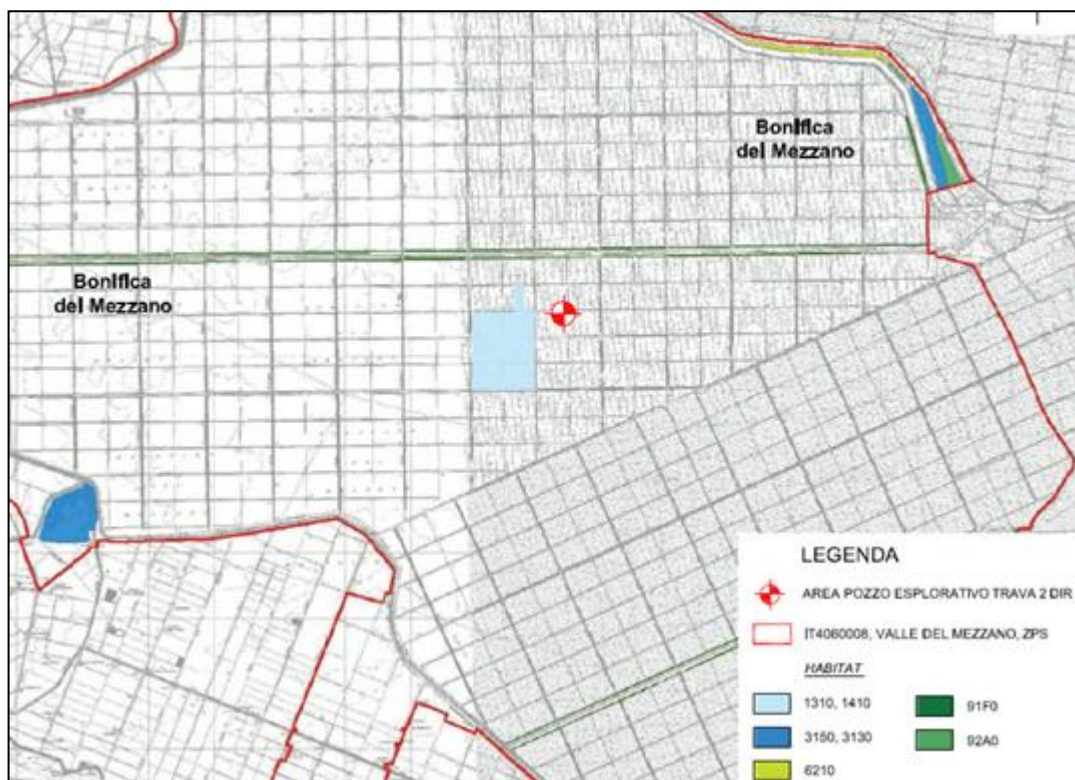 Bonifica
del Mezzano
Bonifica
del Mezzano
LEGENDA
AREA POZZO ESPLORATIVO TRAVA 2 DIR
IT4060008, VALLE DEL MEZZANO, ZPS
HABITAT
1310, 1410
91F0
3150, 3130
92A0
6210